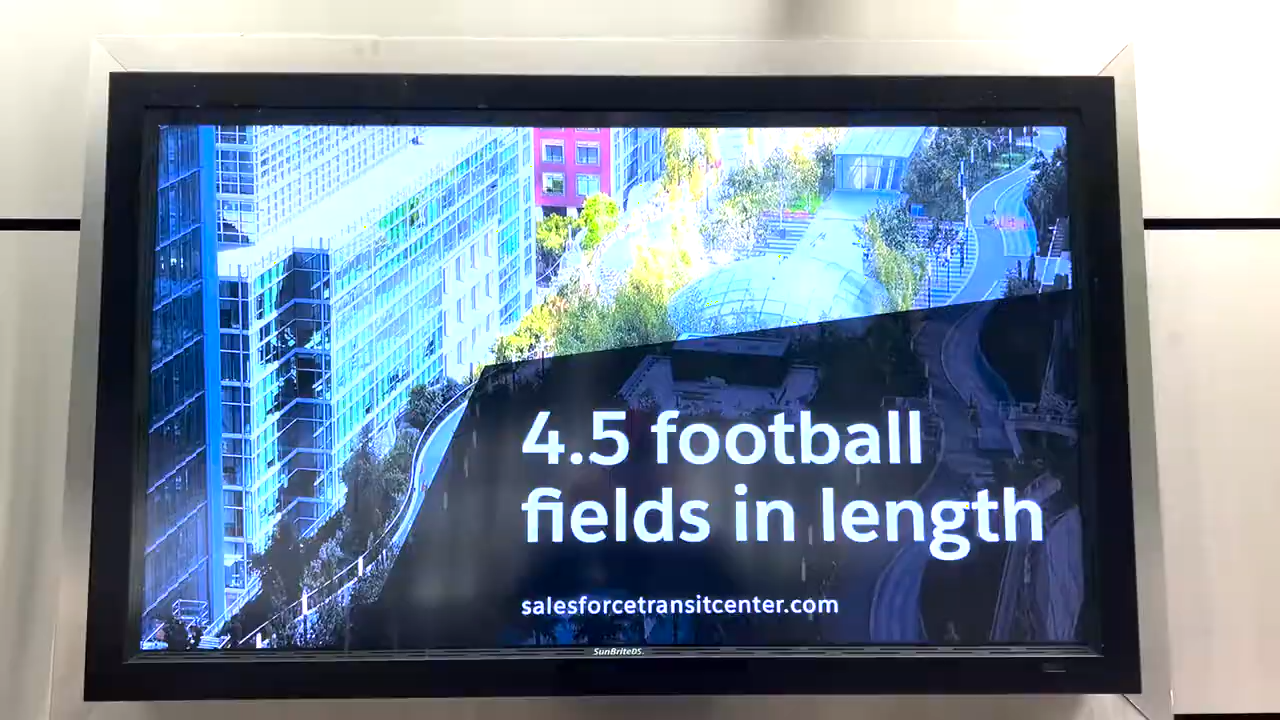 4.5 football
fields in length
salesforcetransitcenter.com
SunBriteDS.